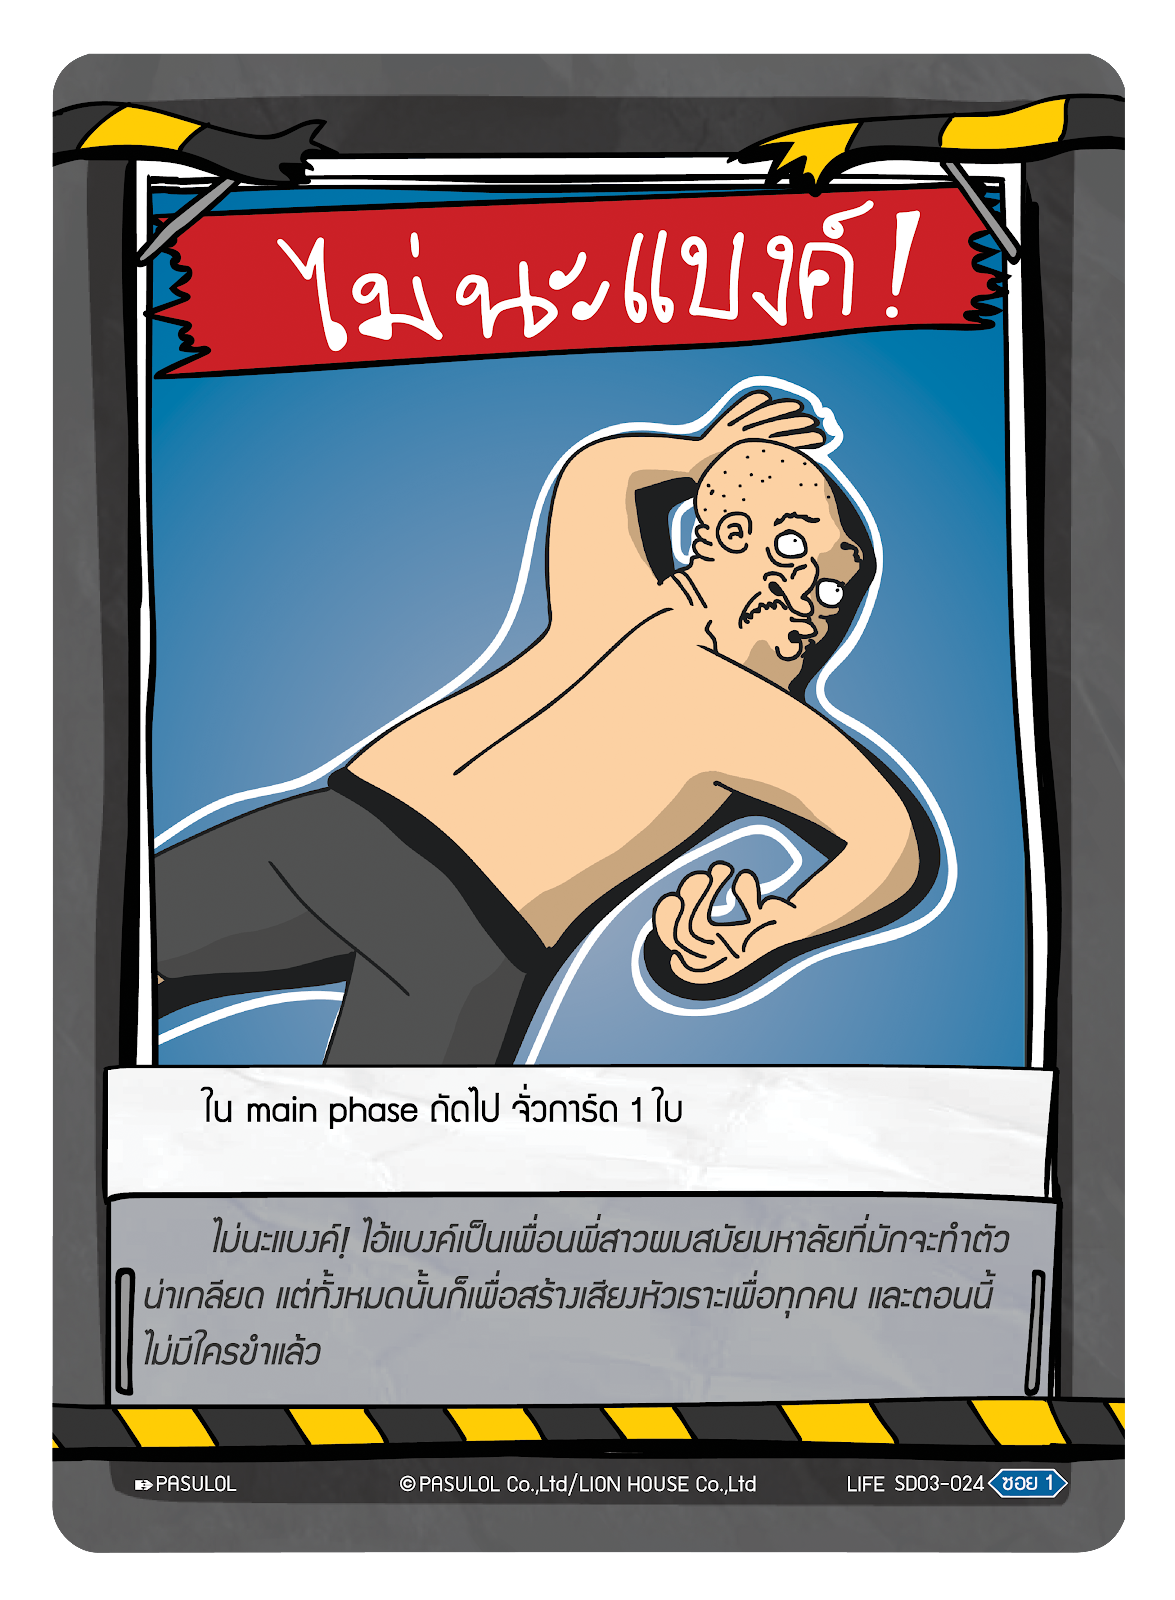 ไม่นะแบงค์!
ใน main phase ถัดไป จั่วการ์ด 1 ใบ
ไม่นะแบงค์! ไอ้แบงค์เป็นเพื่อนพี่สาวผมสมัยมหาลัยที่มักจะทำตัว
น่าเกลียด แต่ทั้งหมดนั้นก็เพื่อสร้างเสียงหัวเราะเพื่อทุกคน และตอนนี้
ไม่มีใครขำแล้ว
PASULOL ©PASULOL Co.,Ltd/LION HOUSE Co.,Ltd LIFE SD03-024 ซอย 1